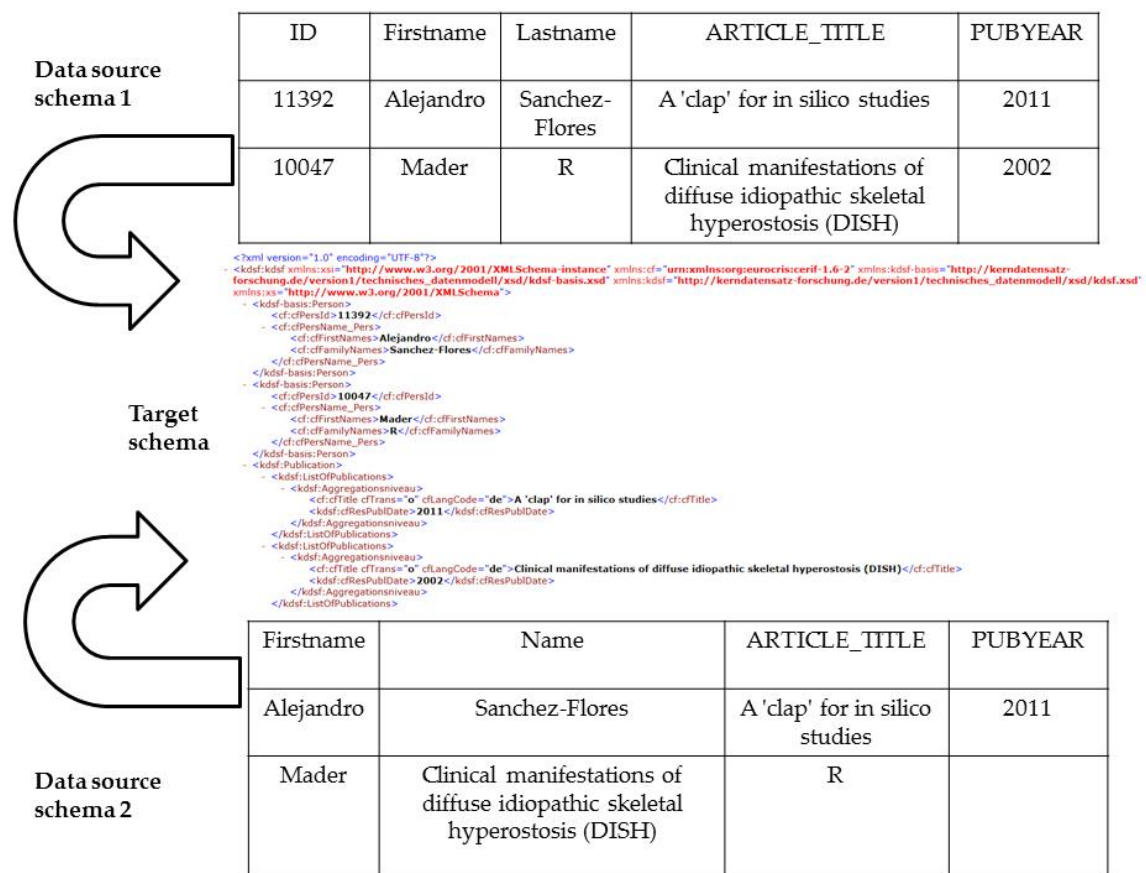 ID Firstname Lastname ARTICLE_TITLE PUBYEAR
Data source
schema 1
11392 Alejandro Sanchez- A 'clap' for in silico studies 2011
Flores
10047 Mader R Clinical manifestations of 2002
diffuse idiopathic skeletal
hyperostosis (DISH)
<?xml version="1.0" encoding="UTF-8"?>
- <kdsf:kdsf xmlns:xsi="http://www.w3.org/2001/XMLSchema-instance" xmlns:cf="urn:xmlns:org:eurocris:cerif-1.6-2" xmlns:kdsf-basis="http://kerndatensatz-
forschung.de/version1/technisches_datenmodell/xsd/kdsf-basis.xsd" xmlns:kdsf="http://kerndatensatz-forschung.de/version1/technisches_datenmodell/xsd/kdsf.xsd"
xmlns:xs="http://www.w3.org/2001/XMLSchema">
- <kdsf-basis:Person>
<cf:cfPersId>11392</cf:cfPersId>
- <cf:cfPersName_Pers>
<cf:cfFirstNames>Alejandro</cf:cfFirstNames>
<cf:cfFamilyNames>Sanchez-Flores</cf:cfFamilyNames>
</cf:cfPersName_Pers>
</kdsf-basis:Person>
- <kdsf-basis:Person>
<cf:cfPersId>10047</cf:cfPersId>
- <cf:cfPersName_Pers>
<cf:cfFirstNames>Mader</cf:cfFirstNames>
<cf:cfFamilyNames>R</cf:cfFamilyNames>
</cf:cfPersName_Pers>
</kdsf-basis:Person>
Target
schema
- <kdsf:Publication>
- <kdsf:ListOfPublications>
- <kdsf:Aggregationsniveau>
<cf:cfTitle cfTrans="o" cfLangCode="de">A 'clap' for in silico studies</cf:cfTitle>
<kdsf:cfResPublDate>2011</kdsf:cfResPublDate>
</kdsf:Aggregationsniveau>
</kdsf:ListOfPublications>
- <kdsf:ListOfPublications>
- <kdsf:Aggregationsniveau>
<cf:cfTitle cfTrans="o" cfLangCode="de">Clinical manifestations of diffuse idiopathic skeletal hyperostosis (DISH)</cf:cfTitle>
<kdsf:cfResPublDate>2002</kdsf:cfResPublDate>
</kdsf:Aggregationsniveau>
</kdsf:ListOfPublications>
Firstname Name ARTICLE_TITLE PUBYEAR
Alejandro Sanchez-Flores A 'clap' for in silico 2011
studies
Data source
schema 2
Mader Clinical manifestations of R
diffuse idiopathic skeletal
hyperostosis (DISH)